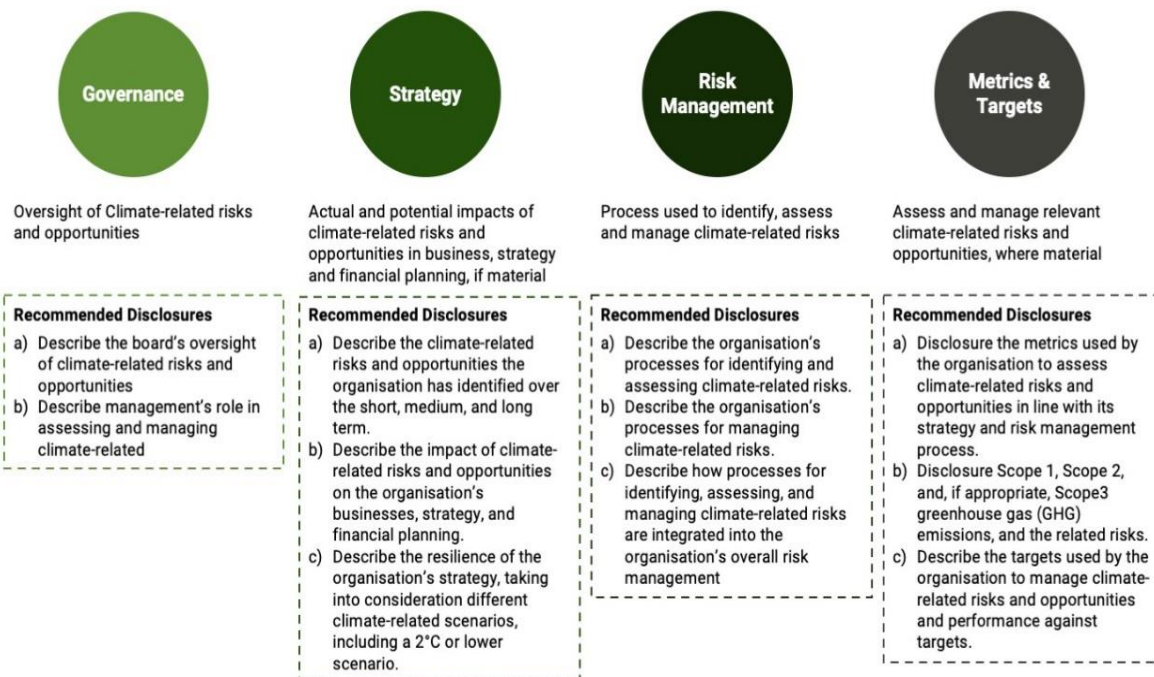 Governance
Oversight of Climate-related risks
and opportunities
Recommended Disclosures
a) Describe the board's oversight
of climate-related risks and
opportunities
b) Describe management's role in
assessing and managing
climate-related
Strategy
Actual and potential impacts of
climate-related risks and
opportunities in business, strategy
and financial planning, if material
Recommended Disclosures
a) Describe the climate-related
risks and opportunities the
organisation has identified over
the short, medium, and long
term.
b) Describe the impact of climate-
related risks and opportunities
on the organisation's
businesses, strategy, and
financial planning.
c) Describe the resilience of the
organisation's strategy, taking
into consideration different
climate-related scenarios,
including a 2°C or lower
scenario.
Risk
Management
Process used to identify, assess
and manage climate-related risks
Recommended Disclosures
a) Describe the organisation's
processes for identifying and
assessing climate-related risks.
b) Describe the organisation's
processes for managing
climate-related risks.
c) Describe how processes for
identifying, assessing, and
managing climate-related risks
are integrated into the
organisation's overall risk
management
Metrics &
Targets
Assess and manage relevant
climate-related risks and
opportunities, where material
Recommended Disclosures
a) Disclosure the metrics used by
the organisation to assess
climate-related risks and
opportunities in line with its
strategy and risk management
process.
b) Disclosure Scope 1, Scope 2,
and, if appropriate, Scope3
greenhouse gas (GHG)
emissions, and the related risks.
c) Describe the targets used by the
organisation to manage climate-
related risks and opportunities
and performance against
targets.